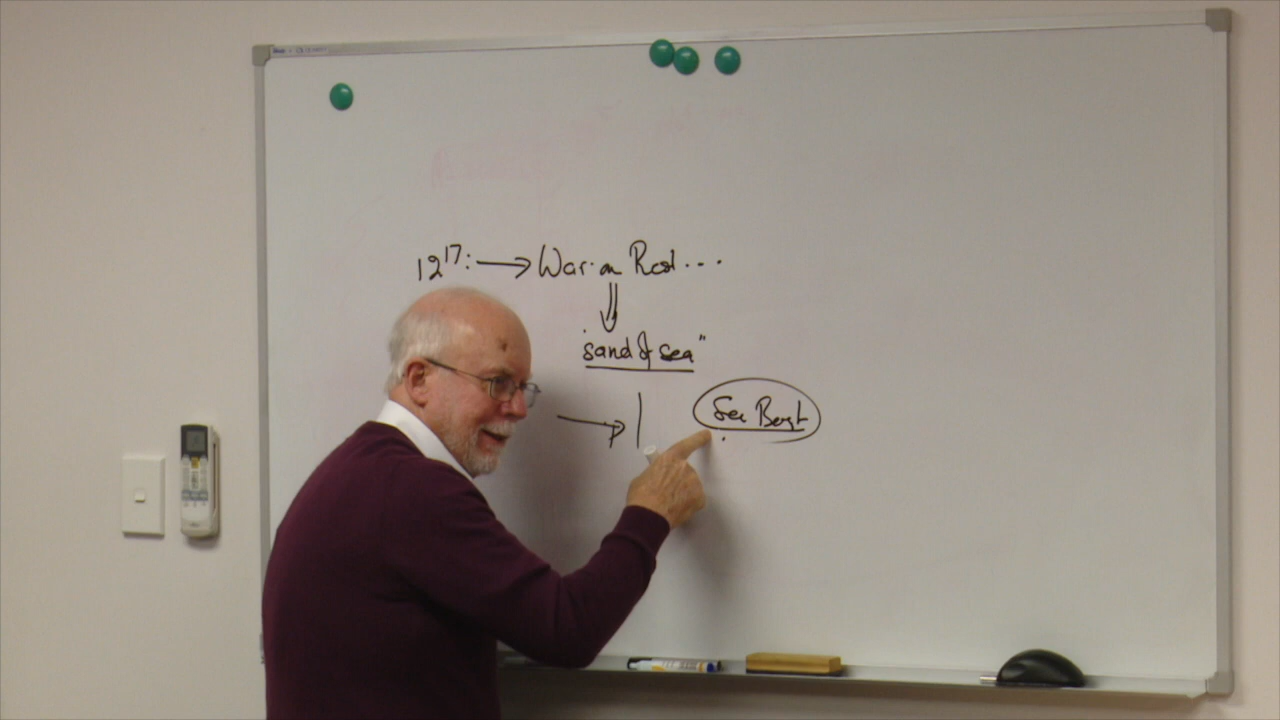 12¹⁷: → War on Rest...
"sand of sea"
Sea Beast